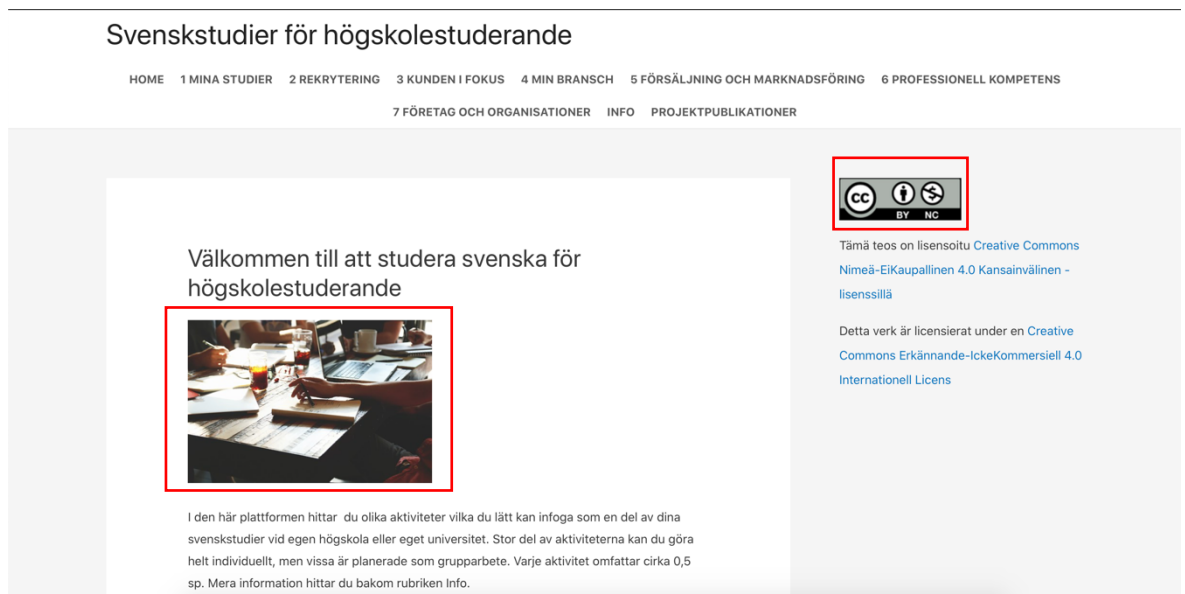 Svenskstudier för högskolestuderande
HOME 1 MINA STUDIER 2 REKRYTERING 3 KUNDEN I FOKUS 4 MIN BRANSCH 5 FÖRSÄLJNING OCH MARKNADSFÖRING 6 PROFESSIONELL KOMPETENS
7 FÖRETAG OCH ORGANISATIONER INFO PROJEKTPUBLIKATIONER
Välkommen till att studera svenska för
högskolestuderande
I den här plattformen hittar du olika aktiviteter vilka du lätt kan infoga som en del av dina
svenskstudier vid egen högskola eller eget universitet. Stor del av aktiviteterna kan du göra
helt individuellt, men vissa är planerade som grupparbete. Varje aktivitet omfattar cirka 0,5
sp. Mera information hittar du bakom rubriken Info.
cc
BY NC
Tämä teos on lisensoitu Creative Commons
Nimeä-EiKaupallinen 4.0 Kansainvälinen -
lisenssillä
Detta verk är licensierat under en Creative
Commons Erkännande-IckeKommersiell 4.0
Internationell Licens